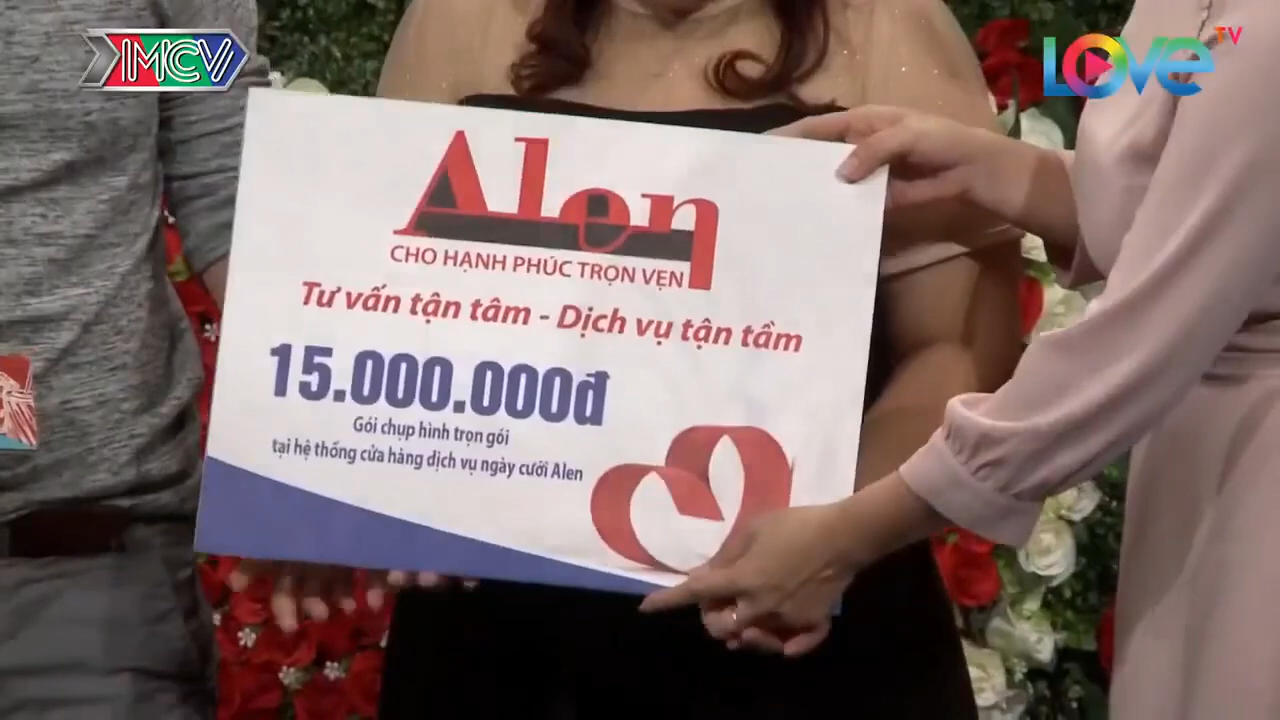 MCV
LOVE TV
Alen
CHO HẠNH PHÚC TRỌN VẸN
Tư vấn tận tâm - Dịch vụ tận tầm
15.000.000đ
Gói chụp hình trọn gói
tại hệ thống cửa hàng dịch vụ ngày cưới Alen